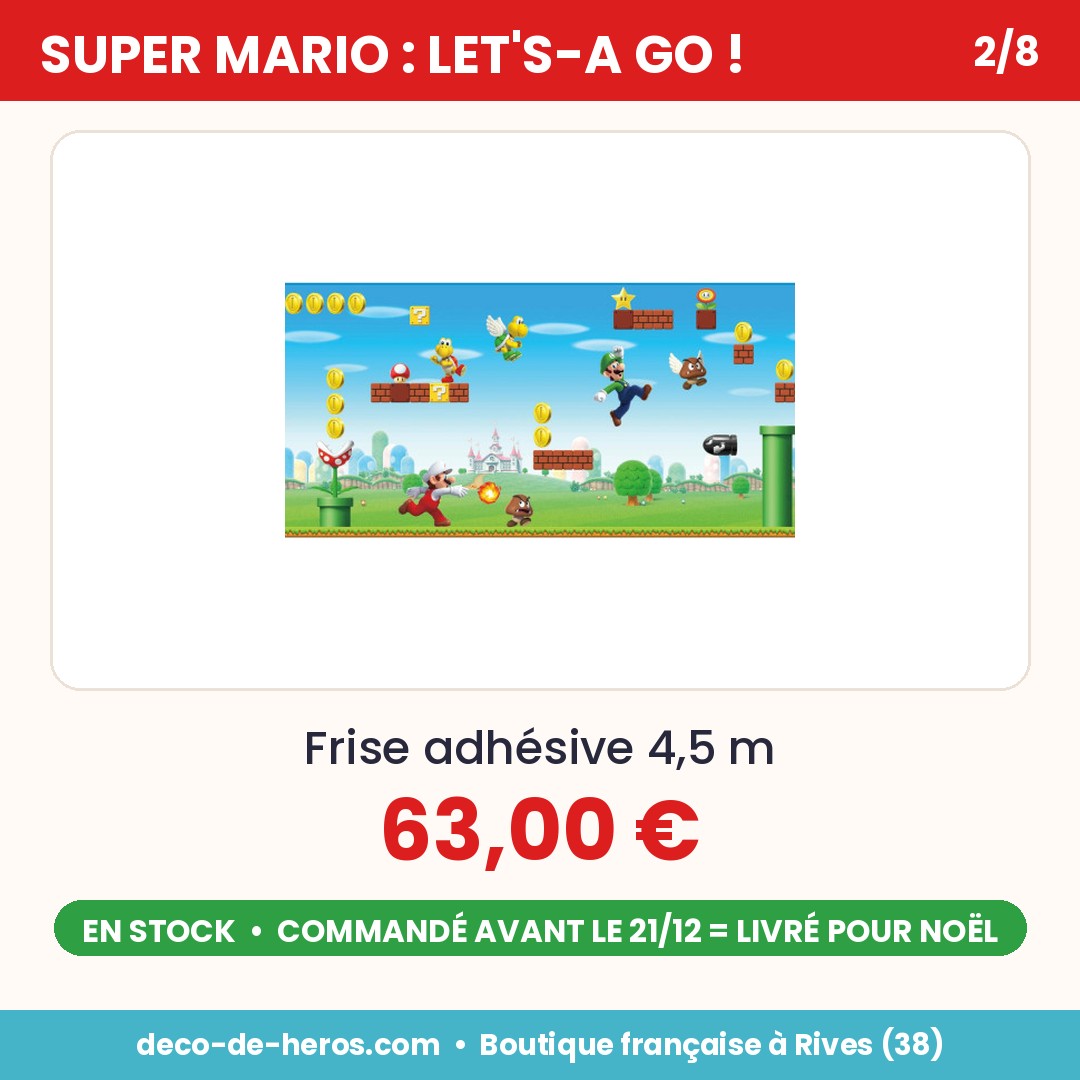 SUPER MARIO : LET'S-A GO !
2/8
? 
?
Frise adhésive 4,5 m
63,00 €
EN STOCK • COMMANDÉ AVANT LE 21/12 = LIVRÉ POUR NOËL
deco-de-heros.com • Boutique française à Rives (38)